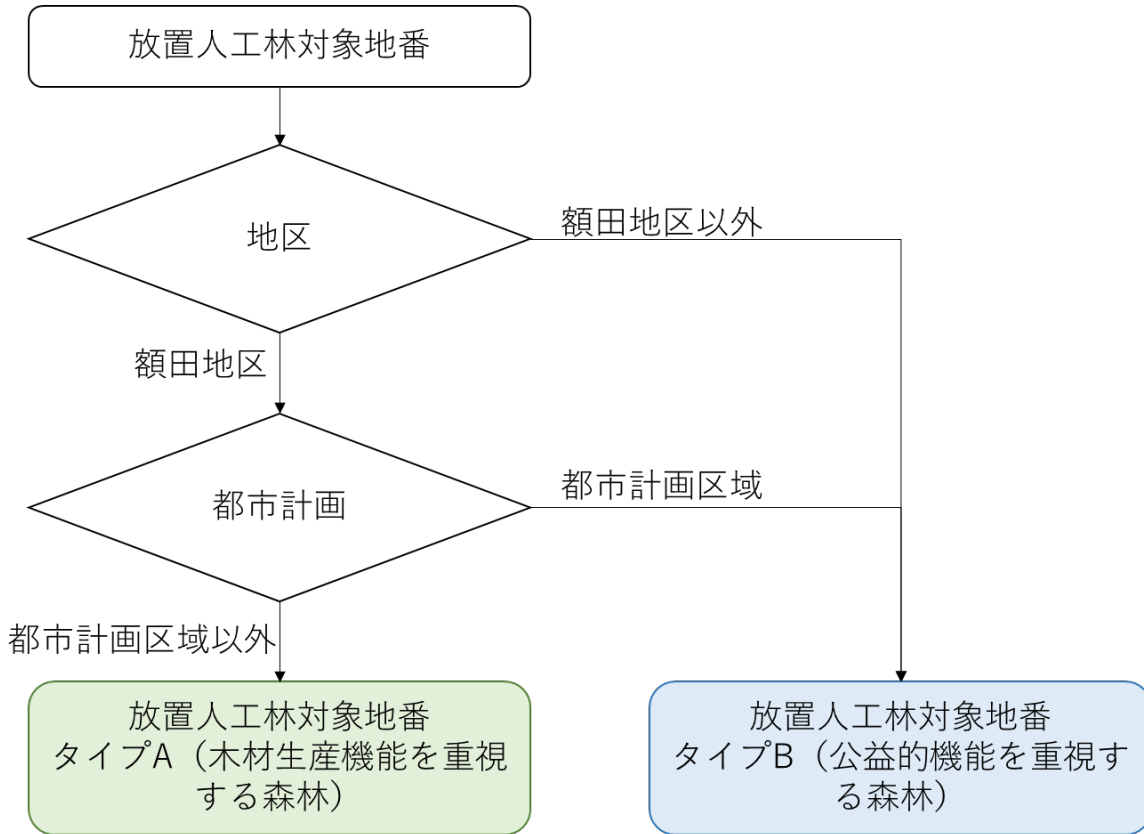 放置人工林対象地番
地区
額田地区以外
額田地区
都市計画
都市計画区域
都市計画区域以外
放置人工林対象地番
タイプA（木材生産機能を重視
する森林）
放置人工林対象地番
タイプB（公益的機能を重視す
る森林）